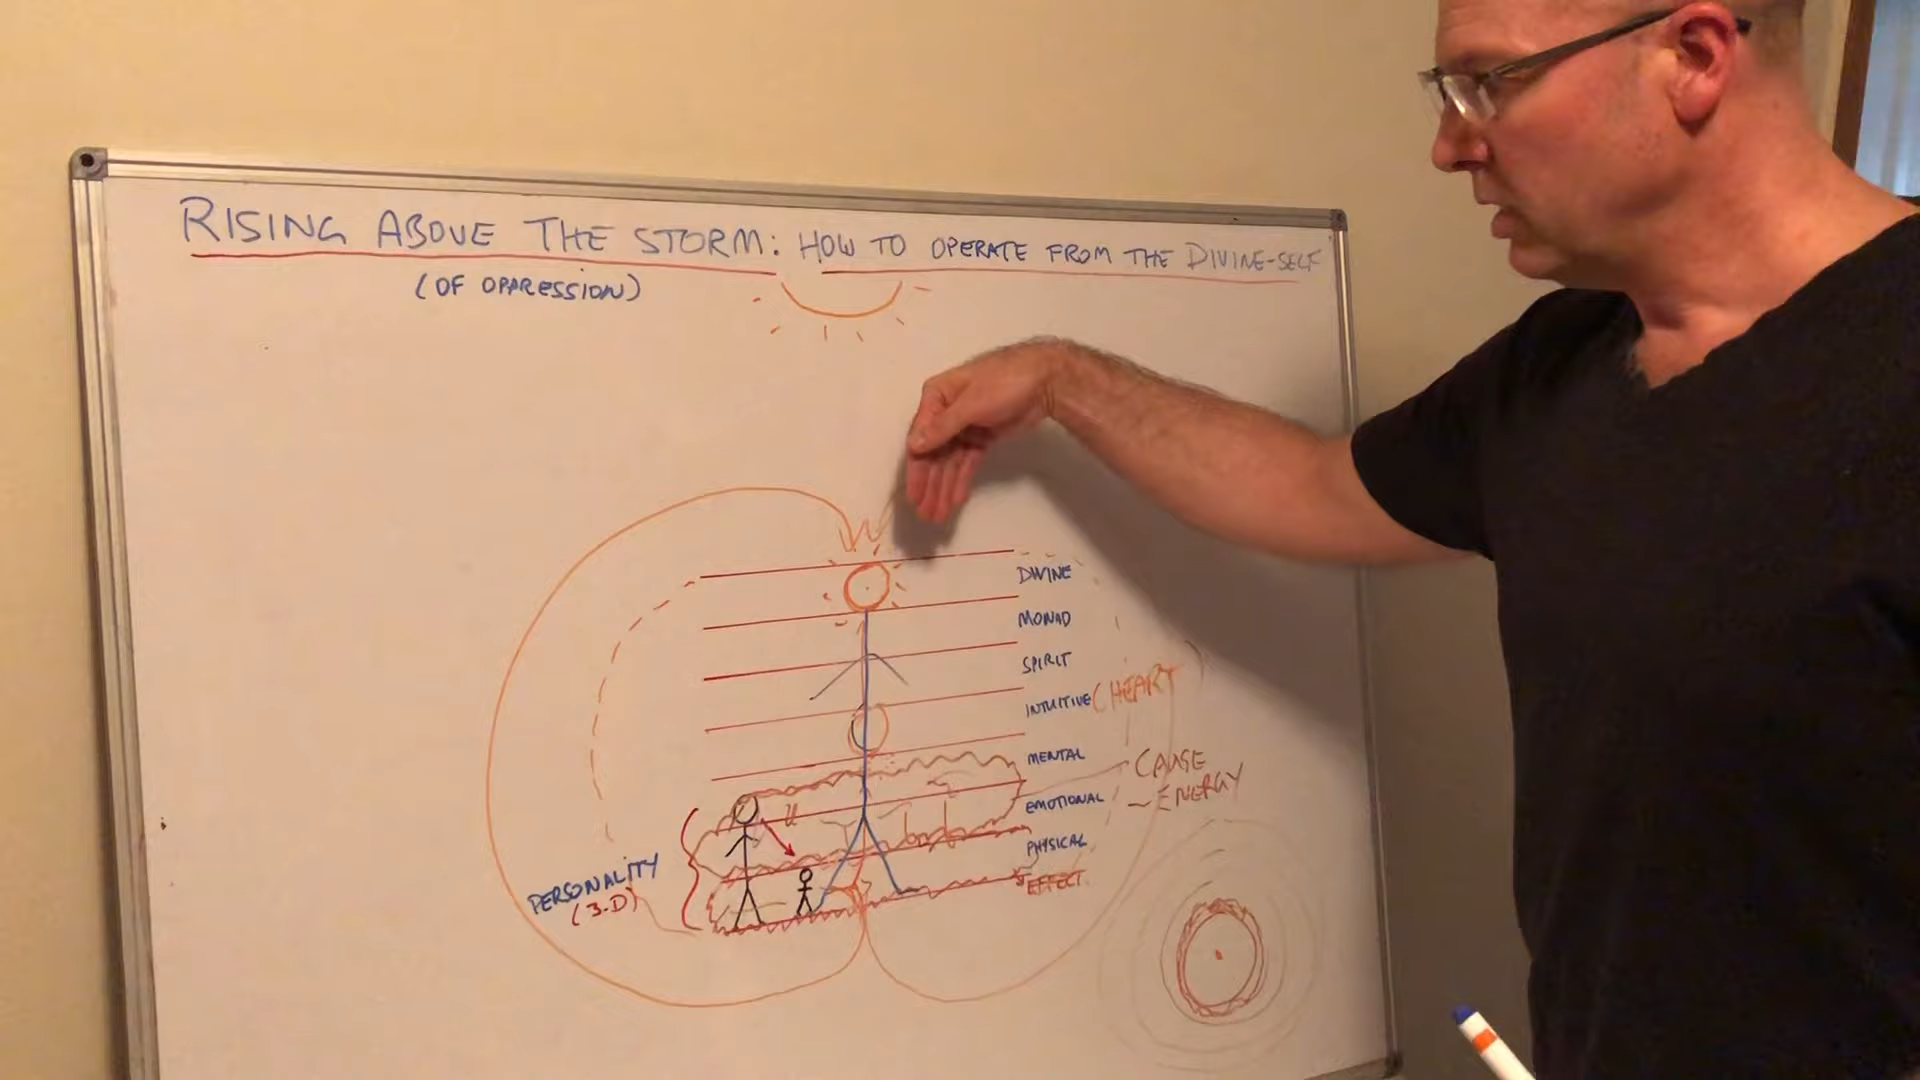 RISING ABOVE THE STORM: HOW TO OPERATE FROM THE DIVINE-SELF
(OF OPPRESSION)
DIVINE
MONAD
SPIRIT
INTUITIVE (HEART)
MENTAL
CAUSE
EMOTIONAL
- ENERGY
PHYSICAL
EFFECT.
PERSONALITY
(3-D)